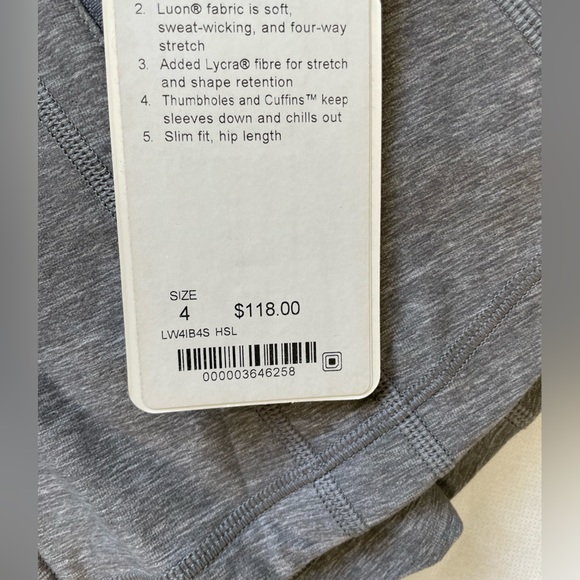 2. Luon® fabric is soft,
sweat-wicking, and four-way
stretch
3. Added Lycra® fibre for stretch
and shape retention
4. Thumbholes and Cuffins™ keep
sleeves down and chills out
5. Slim fit, hip length
SIZE
4 $118.00
LW4IB4S HSL
000003646258